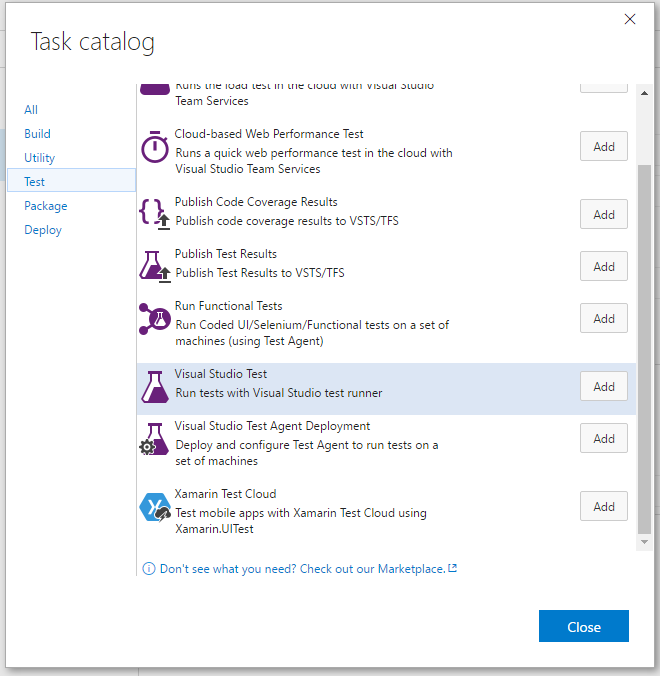 Task catalog
All
Build
Utility
Test
Package
Deploy
Runs the load test in the cloud with Visual Studio
Team Services
Cloud-based Web Performance Test
Runs a quick web performance test in the cloud with
Visual Studio Team Services
Add
Publish Code Coverage Results
Publish code coverage results to VSTS/TFS
Add
Publish Test Results
Publish Test Results to VSTS/TFS
Add
Run Functional Tests
Run Coded UI/Selenium/Functional tests on a set of
machines (using Test Agent)
Add
Visual Studio Test
Run tests with Visual Studio test runner
Add
Visual Studio Test Agent Deployment
Deploy and configure Test Agent to run tests on a
set of machines
Add
Xamarin Test Cloud
Test mobile apps with Xamarin Test Cloud using
Xamarin.UITest
Add
Don't see what you need? Check out our Marketplace.
Close